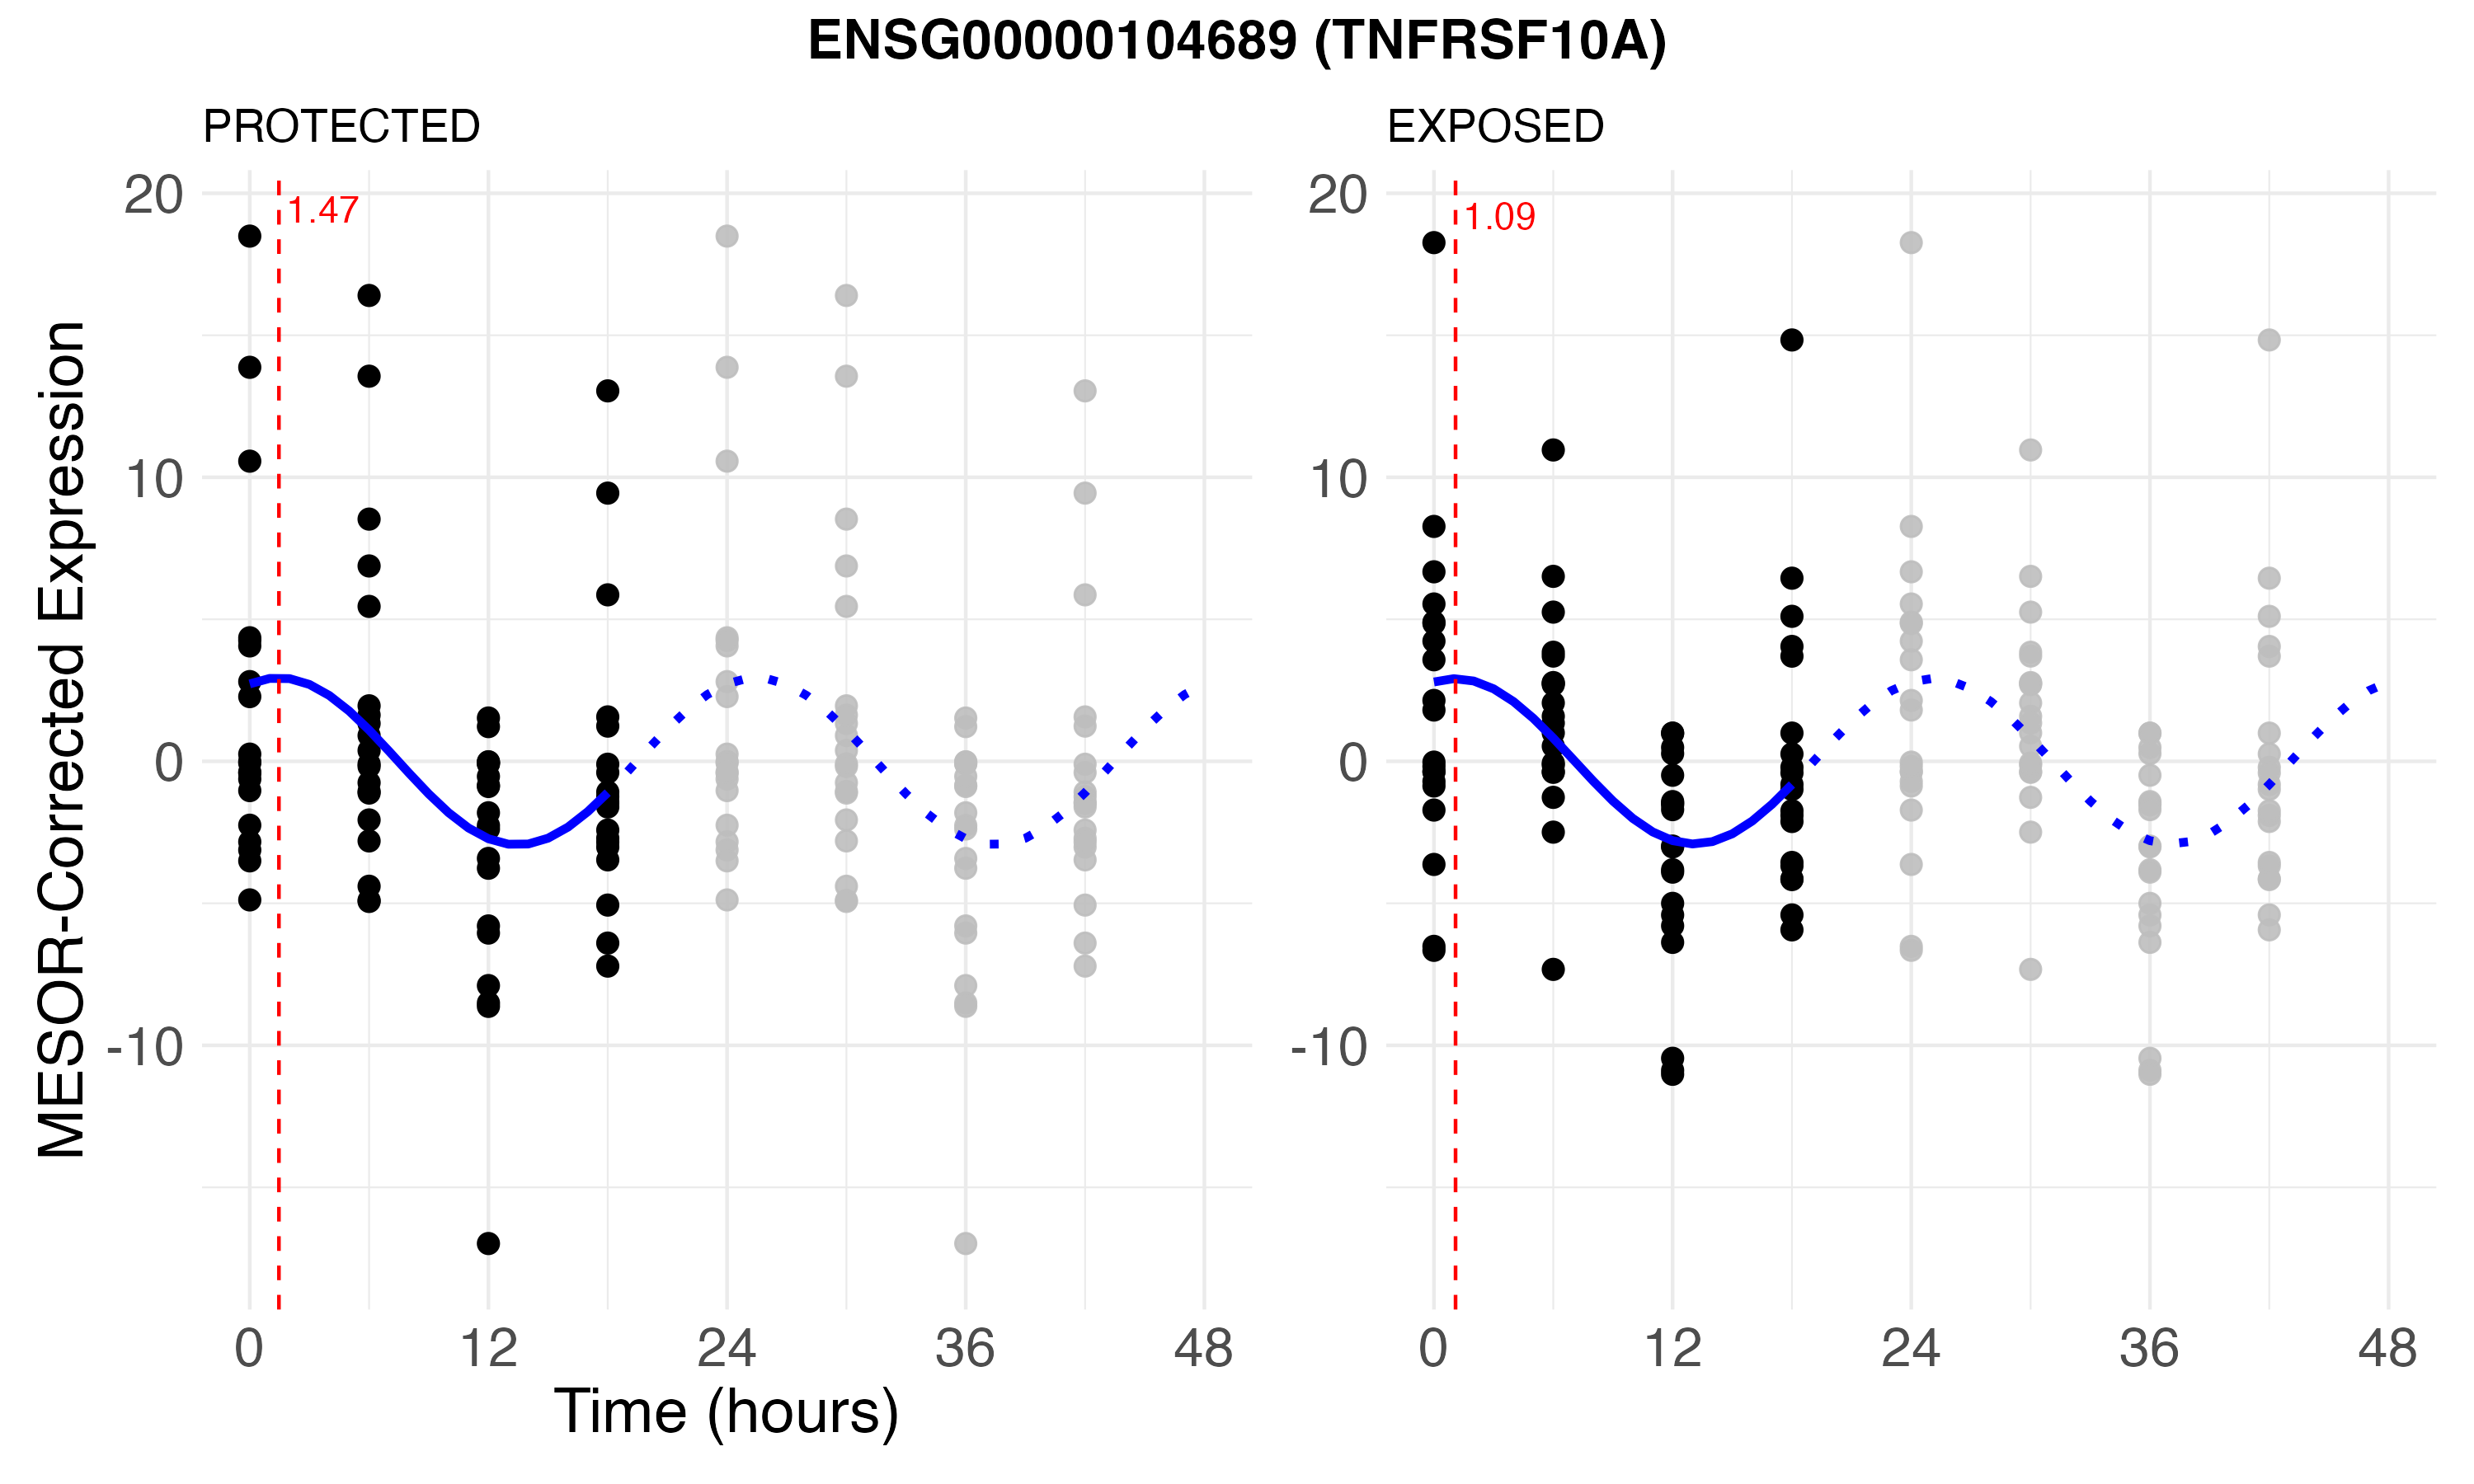 ENSG00000104689 (TNFRSF10A)
PROTECTED
EXPOSED
MESOR-Corrected Expression
20
10
0
-10
1.47
0 12 24 36 48
20
10
0
-10
1.09
0 12 24 36 48
Time (hours)